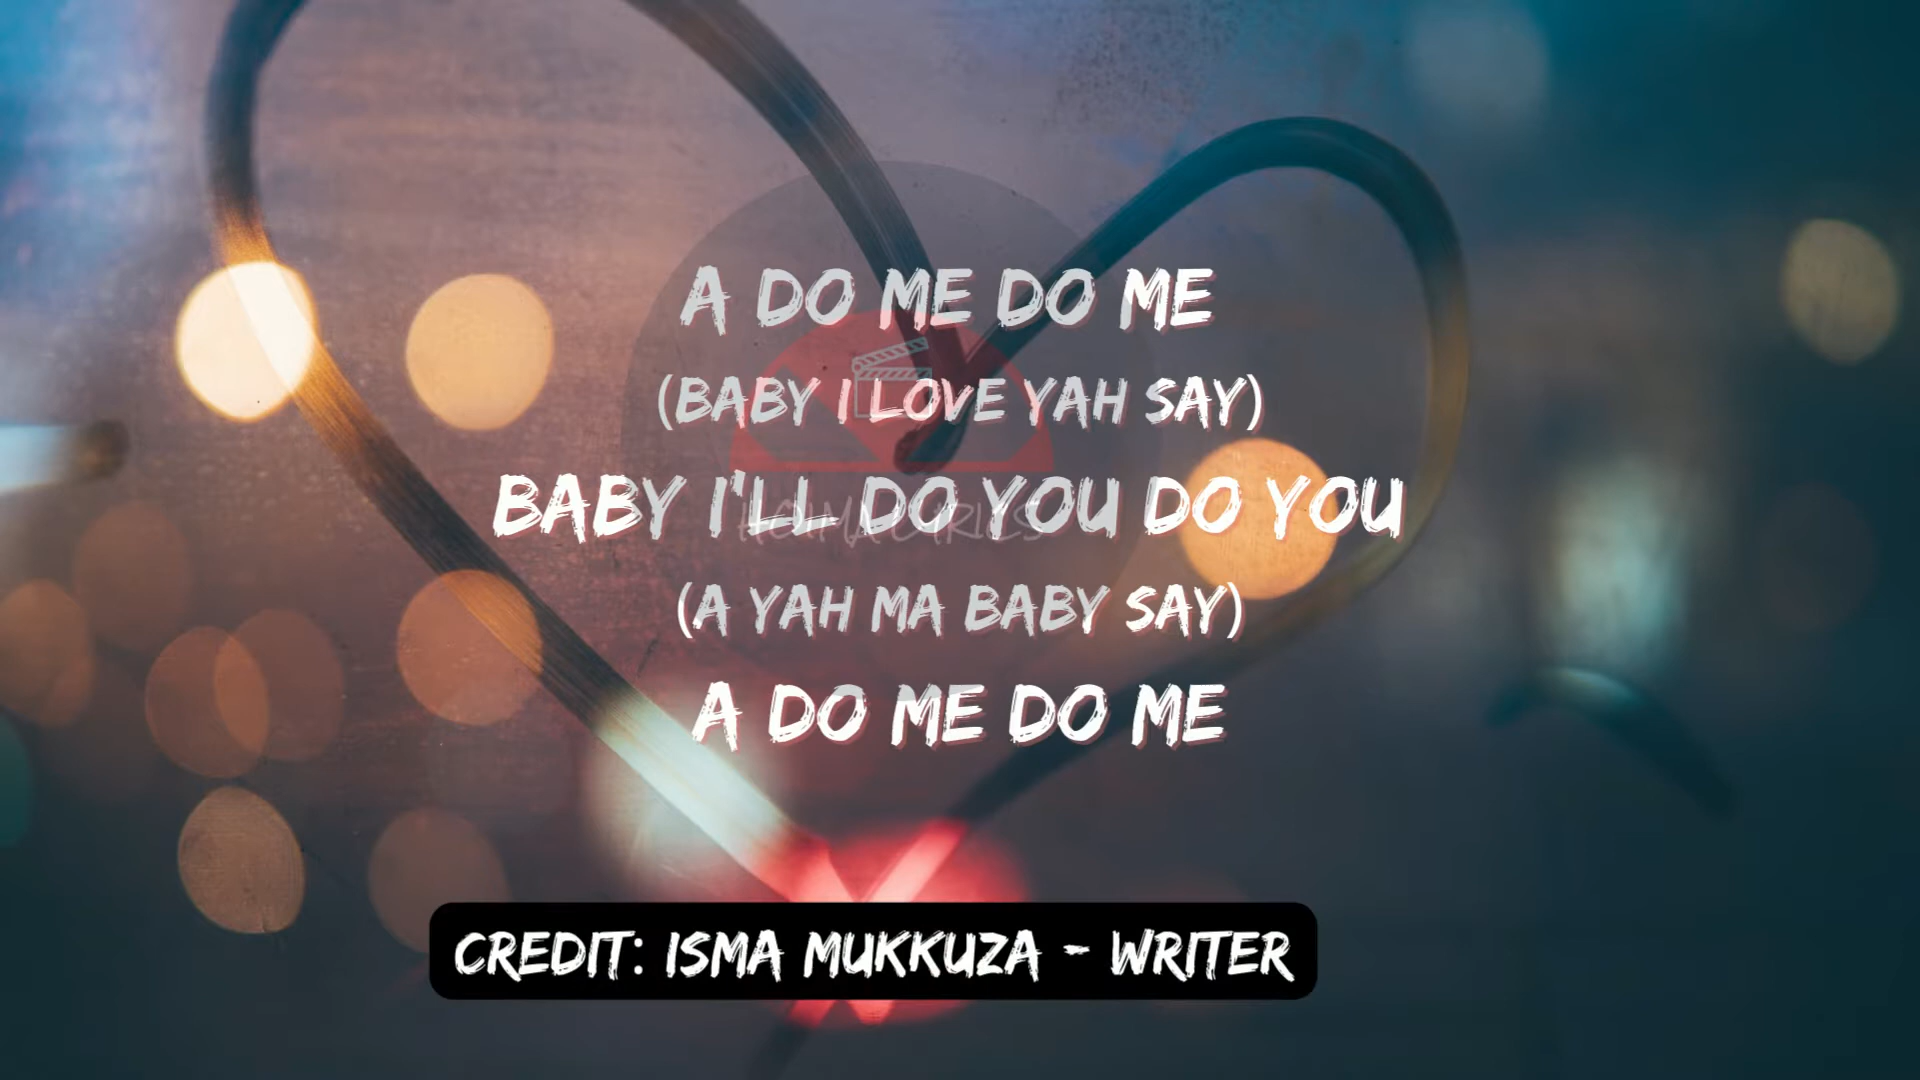 A DO ME DO ME
(BABY I LOVE YAH SAY)
BABY I'LL DO YOU DO YOU
(A YAH MA BABY SAY)
A DO ME DO ME
CREDIT: ISMA MUKKUZA - WRITER